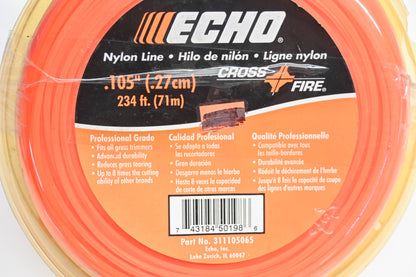 ECHO
Nylon Line • Hilo de nilón • Ligne nylon
.105" (.27cm)
234 ft. (71m)
CROSS FIRE®
Professional Grade
• Fits all grass trimmers
• Advanced durability
• Reduces grass tearing
• Up to 8 times the cutting
ability of other brands
Calidad Profesional
• Se adapta a todas
las recortadoras
• Gran duración
• Desgarra menos la hierba
• Hasta 8 veces la capacidad
de corte de otras marcas
Qualité Professionnelle
• Compatible avec tous
les taille-bordures
• Durabilité avancée
• Réduit le déchirement de l'herbe
• Jusqu'à 8 fois la capacité de coupe
des lignes d'autres marques
7 43184 50198 6
Part No. 311105065
Echo, Inc.
Lake Zurich, IL 60047